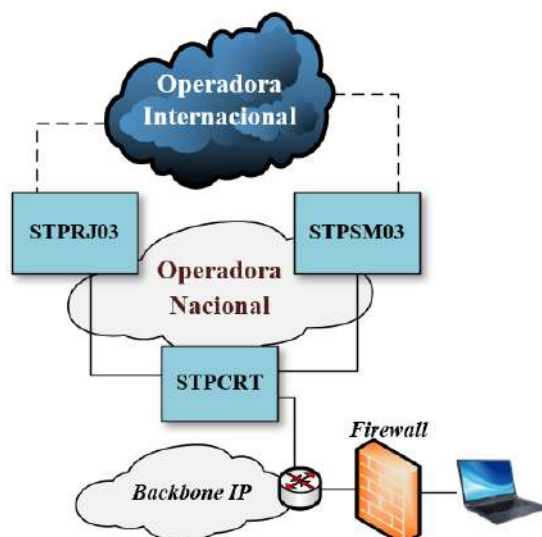 Operadora
Internacional
STPRJ03
STPSM03
Operadora
Nacional
STPCRT
Firewall
Backbone IP